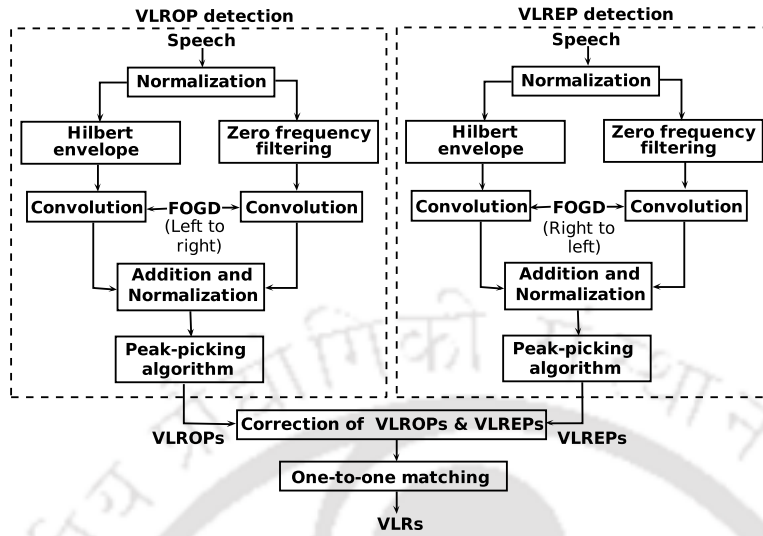 VLROP detection
Speech
Normalization
Hilbert
envelope
Zero frequency
filtering
Convolution
FOGD
(Left to
right)
Convolution
Addition and
Normalization
Peak-picking
algorithm
VLREP detection
Speech
Normalization
Hilbert
envelope
Zero frequency
filtering
Convolution
FOGD
(Right to
left)
Convolution
Addition and
Normalization
Peak-picking
algorithm
VLROPs
Correction of VLROPs & VLREPs
VLREPs
One-to-one matching
VLRs